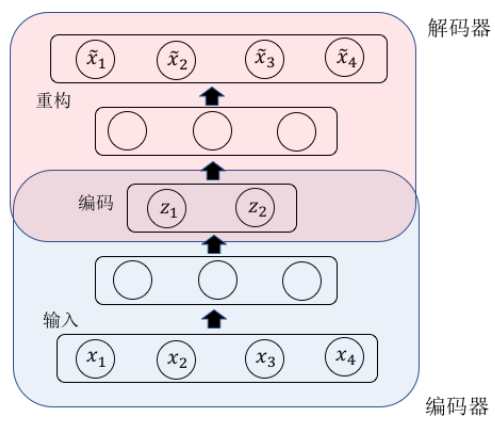 解码器
x̃₁ x̃₂ x̃₃ x̃₄
重构
编码 z₁ z₂
输入
x₁ x₂ x₃ x₄
编码器